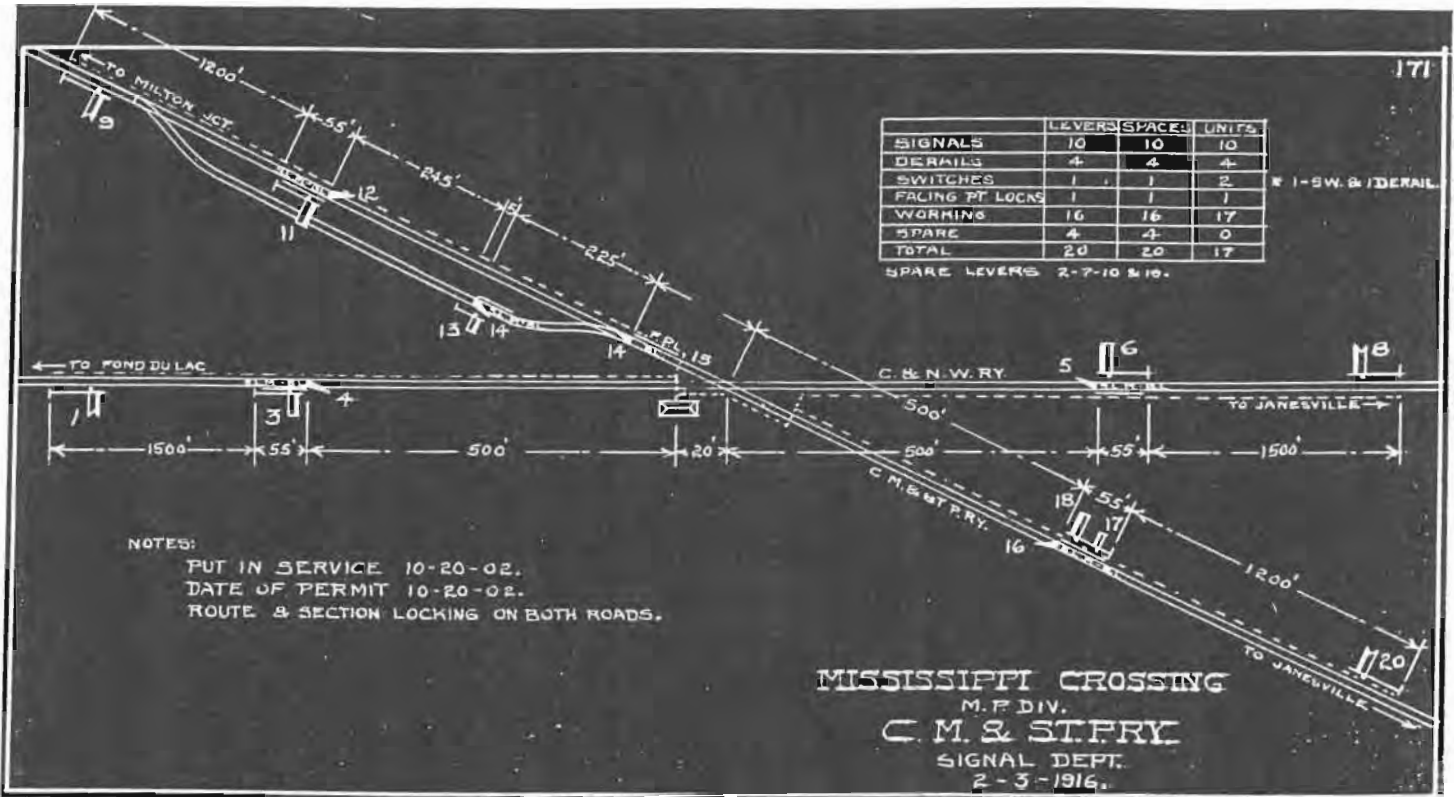 171
TO MILTON JCT
1200'
55'
245'
5'
225'
9
12
11
13
14
14
F.P.L. 15
LEVERS SPACES UNITS
SIGNALS 10 10 10
DERAILS 4 4 4
SWITCHES 1 1 2 * 1-SW. & 1 DERAIL.
FACING PT LOCKS 1 1 1
WORKING 16 16 17
SPARE 4 4 0
TOTAL 20 20 17
SPARE LEVERS 2-7-10 & 19.
TO FOND DU LAC
C. & N. W. RY.
5
6
8
1
3
4
TO JANESVILLE
1500'
55'
500'
20'
500'
55'
1500'
500'
C. M. & ST P. RY.
18
17
55'
16
1200'
20
TO JANESVILLE
NOTES:
PUT IN SERVICE 10-20-02.
DATE OF PERMIT 10-20-02.
ROUTE & SECTION LOCKING ON BOTH ROADS.
MISSISSIPPI CROSSING
M. P. DIV.
C. M. & ST. P. RY.
SIGNAL DEPT.
2-3-1916.